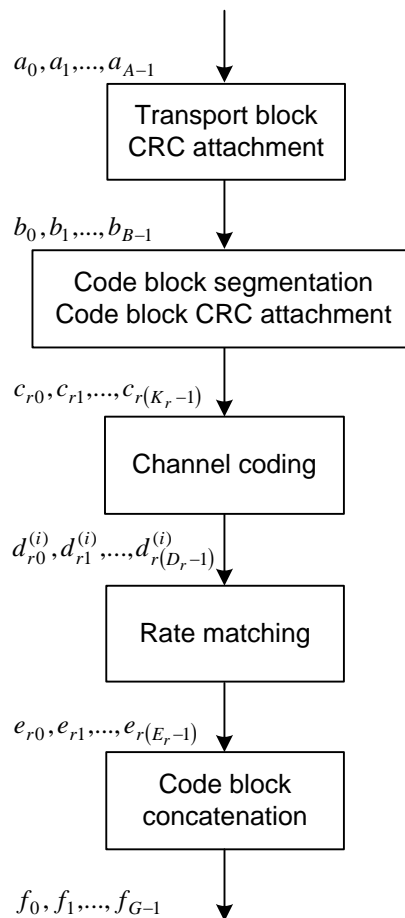 a_0, a_1,..., a_{A−1}
Transport block
CRC attachment
b_0, b_1,..., b_{B−1}
Code block segmentation
Code block CRC attachment
c_{r0}, c_{r1},..., c_{r(K_r−1)}
Channel coding
d_{r0}^{(i)}, d_{r1}^{(i)},..., d_{r(D_r−1)}^{(i)}
Rate matching
e_{r0}, e_{r1},..., e_{r(E_r−1)}
Code block
concatenation
f_0, f_1,..., f_{G−1}